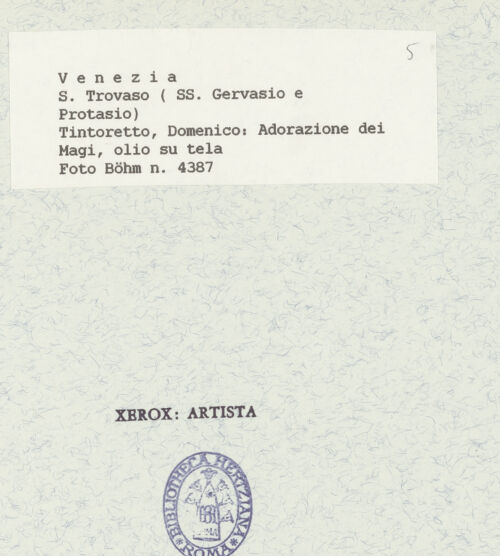 5
V e n e z i a
S. Trovaso ( SS. Gervasio e
Protasio)
Tintoretto, Domenico: Adorazione dei
Magi, olio su tela
Foto Böhm n. 4387
XEROX: ARTISTA
BIBLIOTHECA HERTZIANA
*ROMA*